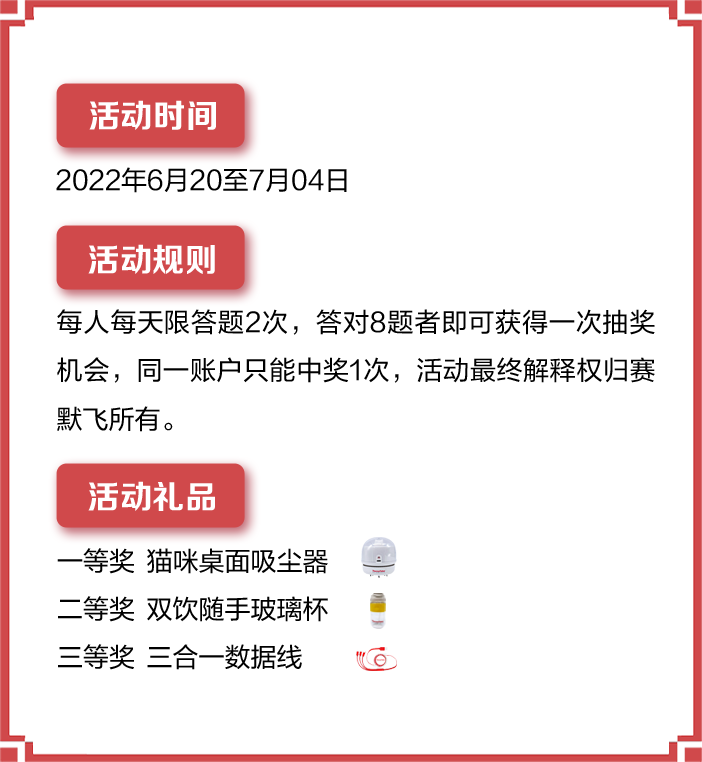 活动时间
2022年6月20至7月04日
活动规则
每人每天限答题2次，答对8题者即可获得一次抽奖
机会，同一账户只能中奖1次，活动最终解释权归赛
默飞所有。
活动礼品
一等奖 猫咪桌面吸尘器
二等奖 双饮随手玻璃杯
三等奖 三合一数据线